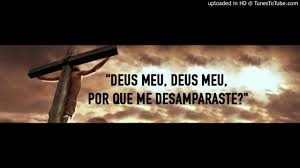 uploaded in HD @ TunesToTube.com
"DEUS MEU, DEUS MEU,
POR QUE ME DESAMPARASTE?"